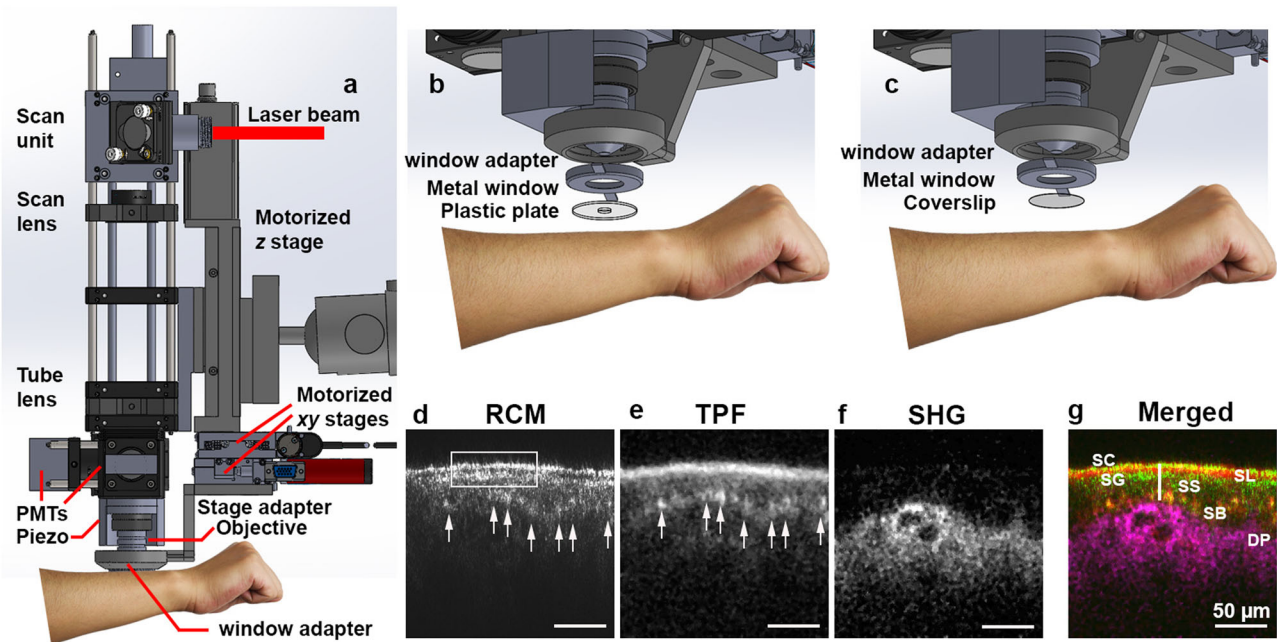 a
Scan
unit
Laser beam
Scan
lens
Motorized
z stage
Tube
lens
Motorized
xy stages
PMTs
Piezo
Stage adapter
Objective
window adapter
b
window adapter
Metal window
Plastic plate
c
window adapter
Metal window
Coverslip
d RCM
e TPF
f SHG
g Merged
SC
SG
SS
SL
SB
DP
50 µm